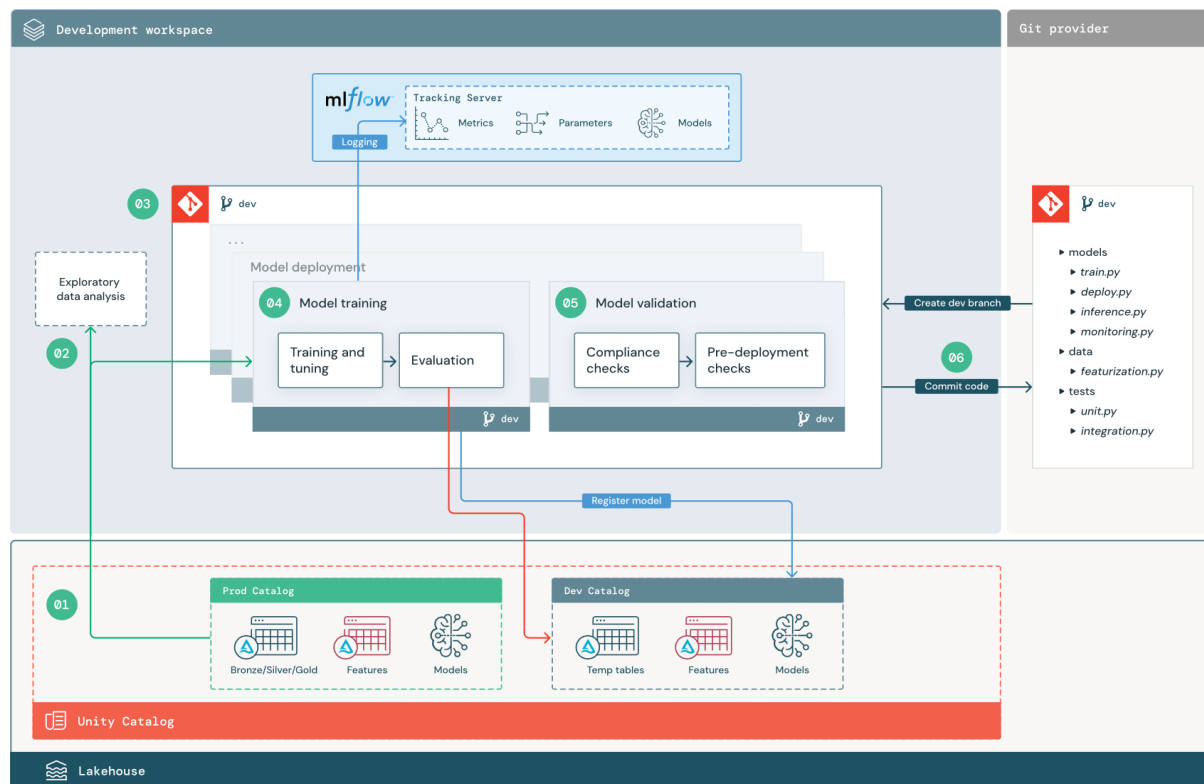 Development workspace
Git provider
mlflow
Tracking Server
Metrics
Parameters
Models
Logging
03
dev
dev
...
Model deployment
Exploratory
data analysis
02
04
Model training
Training and
tuning
Evaluation
dev
05
Model validation
Compliance
checks
Pre-deployment
checks
dev
Create dev branch
06
Commit code
models
train.py
deploy.py
inference.py
monitoring.py
data
featurization.py
tests
unit.py
integration.py
Register model
01
Prod Catalog
Bronze/Silver/Gold
Features
Models
Dev Catalog
Temp tables
Features
Models
Unity Catalog
Lakehouse